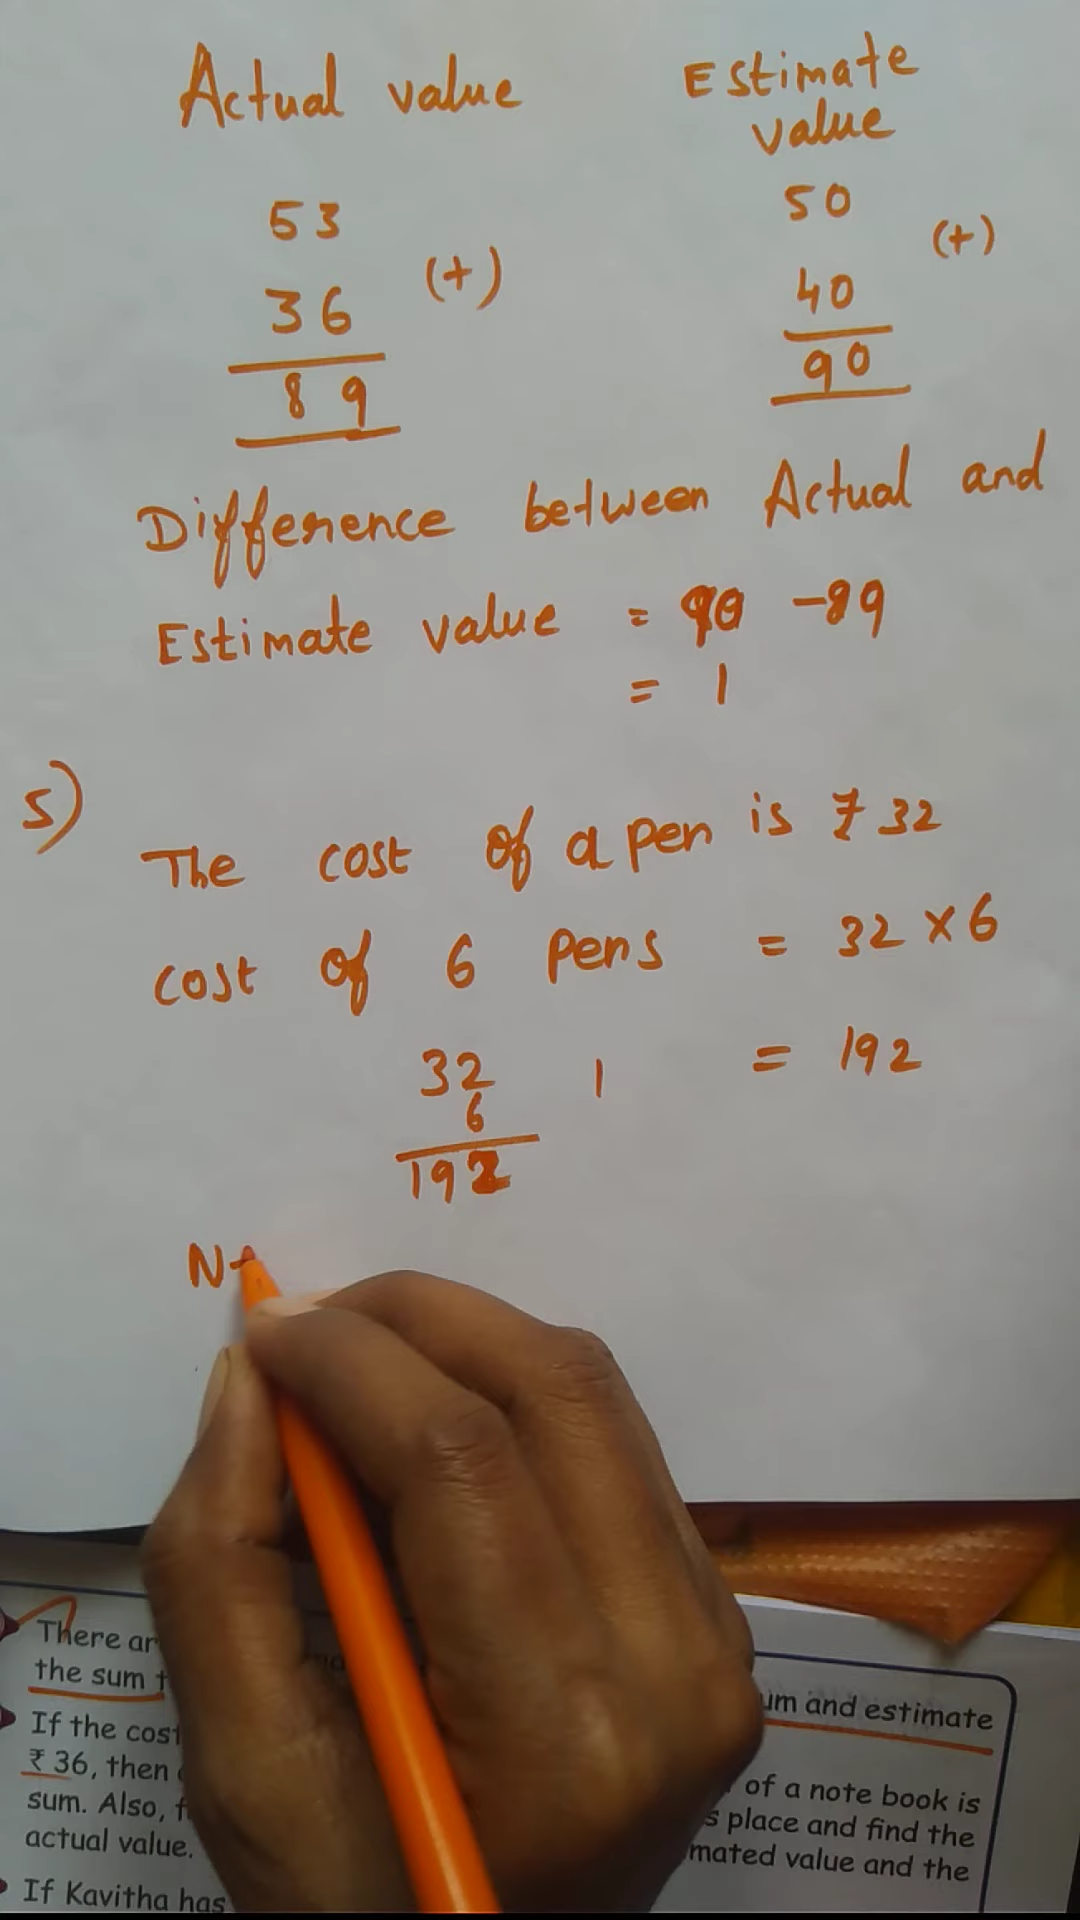 Actual value
Estimate
value
53
36 (+)
89
50
(+)
40
90
Difference between Actual and
Estimate value = 90 -89
= 1
5)
The cost of a pen is ₹ 32
cost of 6 pens = 32 × 6
= 192
32 1
6
192
N
There ar
the sum um and estimate
If the cost of a note book is
₹ 36, then place and find the
sum. Also, mated value and the
actual value.
If Kavitha has